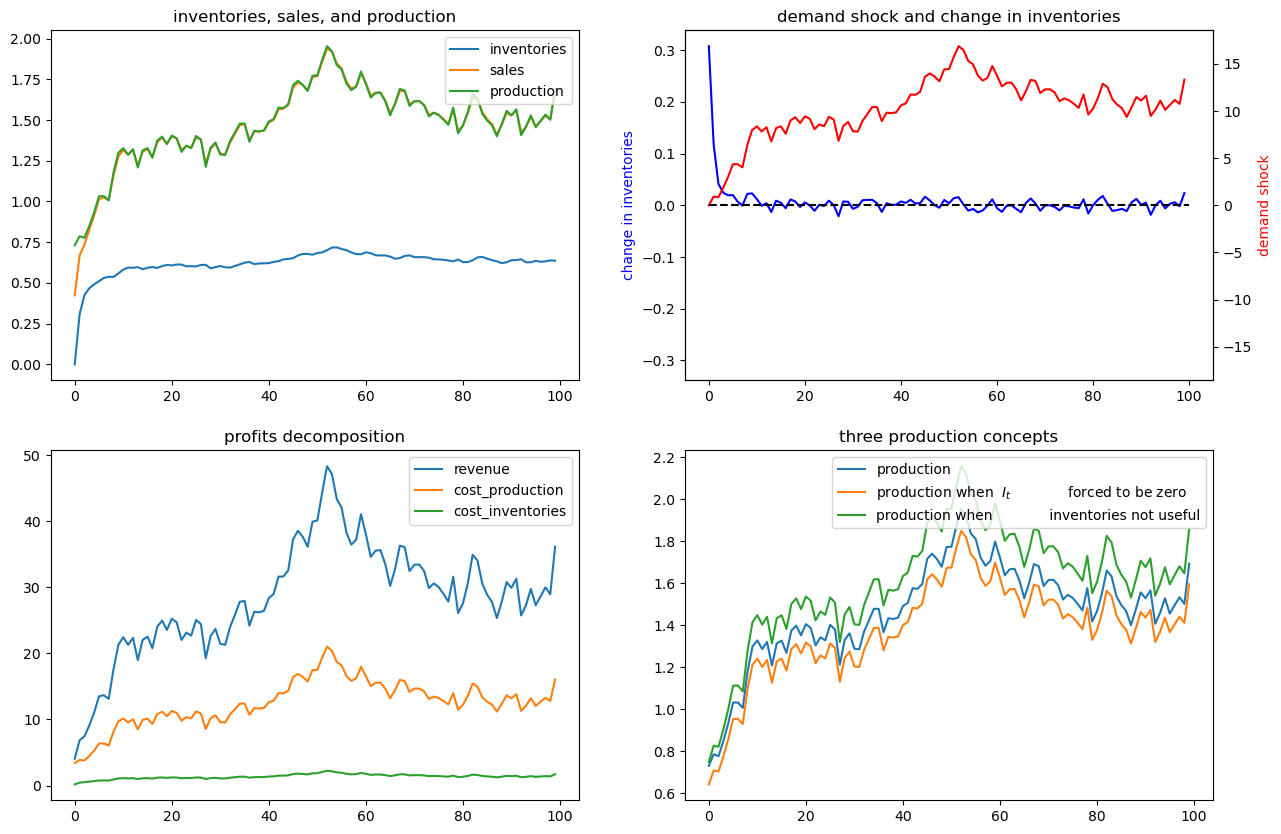 inventories, sales, and production
2.00
1.75
1.50
1.25
1.00
0.75
0.50
0.25
0.00
0 20 40 60 80 100
inventories
sales
production
demand shock and change in inventories
change in inventories
0.3
0.2
0.1
0.0
−0.1
−0.2
−0.3
0 20 40 60 80 100
15
10
5
0
−5
−10
−15
demand shock
profits decomposition
50
40
30
20
10
0
0 20 40 60 80 100
revenue
cost_production
cost_inventories
three production concepts
2.2
2.0
1.8
1.6
1.4
1.2
1.0
0.8
0.6
0 20 40 60 80 100
production
production when I_t forced to be zero
production when inventories not useful